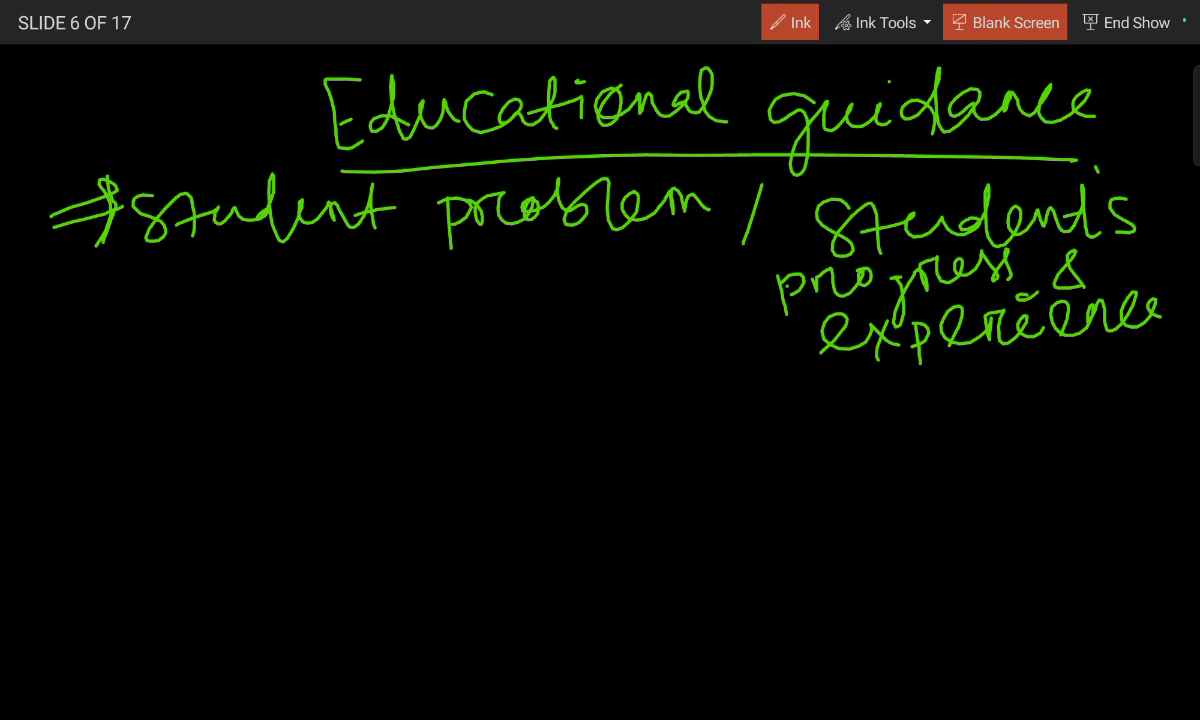 SLIDE 6 OF 17 Ink Ink Tools Blank Screen End Show
Educational guidance
⇒ Student problem / Student's
progress &
experience